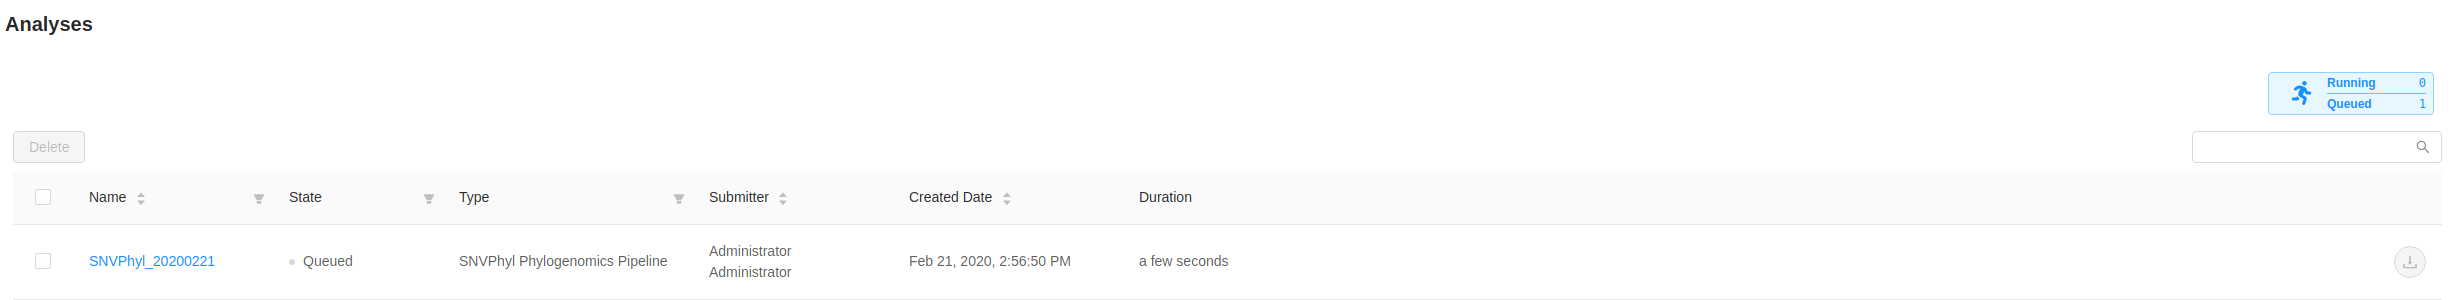 Analyses
Running 0
Queued 1
Delete
Name State Type Submitter Created Date Duration
SNVPhyl_20200221 Queued SNVPhyl Phylogenomics Pipeline Administrator Administrator Feb 21, 2020, 2:56:50 PM a few seconds